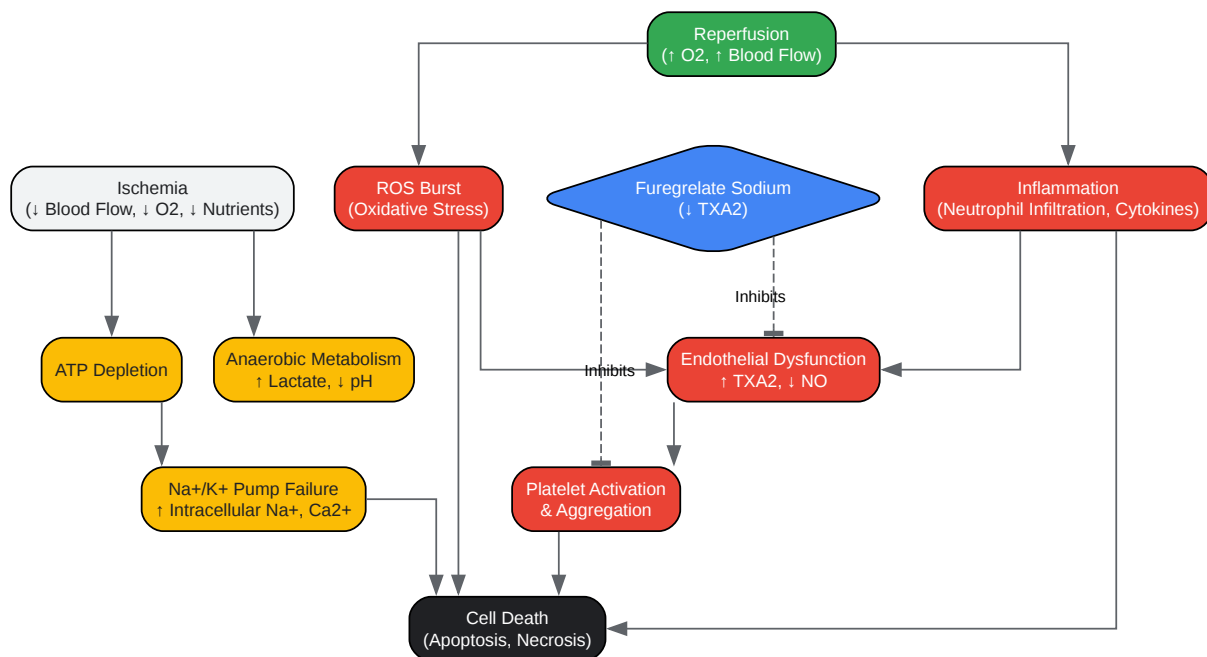 Reperfusion
(↑ O2, ↑ Blood Flow)
Ischemia
(↓ Blood Flow, ↓ O2, ↓ Nutrients)
ROS Burst
(Oxidative Stress)
Furegrelate Sodium
(↓ TXA2)
Inflammation
(Neutrophil Infiltration, Cytokines)
Inhibits
ATP Depletion
Anaerobic Metabolism
↑ Lactate, ↓ pH
Inhibits
Endothelial Dysfunction
↑ TXA2, ↓ NO
Na+/K+ Pump Failure
↑ Intracellular Na+, Ca2+
Platelet Activation
& Aggregation
Cell Death
(Apoptosis, Necrosis)